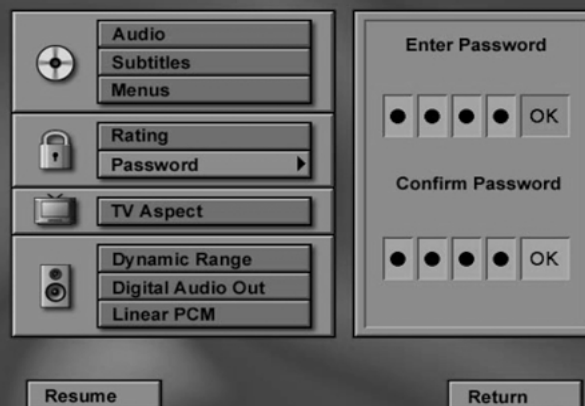 Audio
Subtitles
Menus
Rating
Password
TV Aspect
Dynamic Range
Digital Audio Out
Linear PCM
Enter Password
OK
Confirm Password
OK
Resume
Return